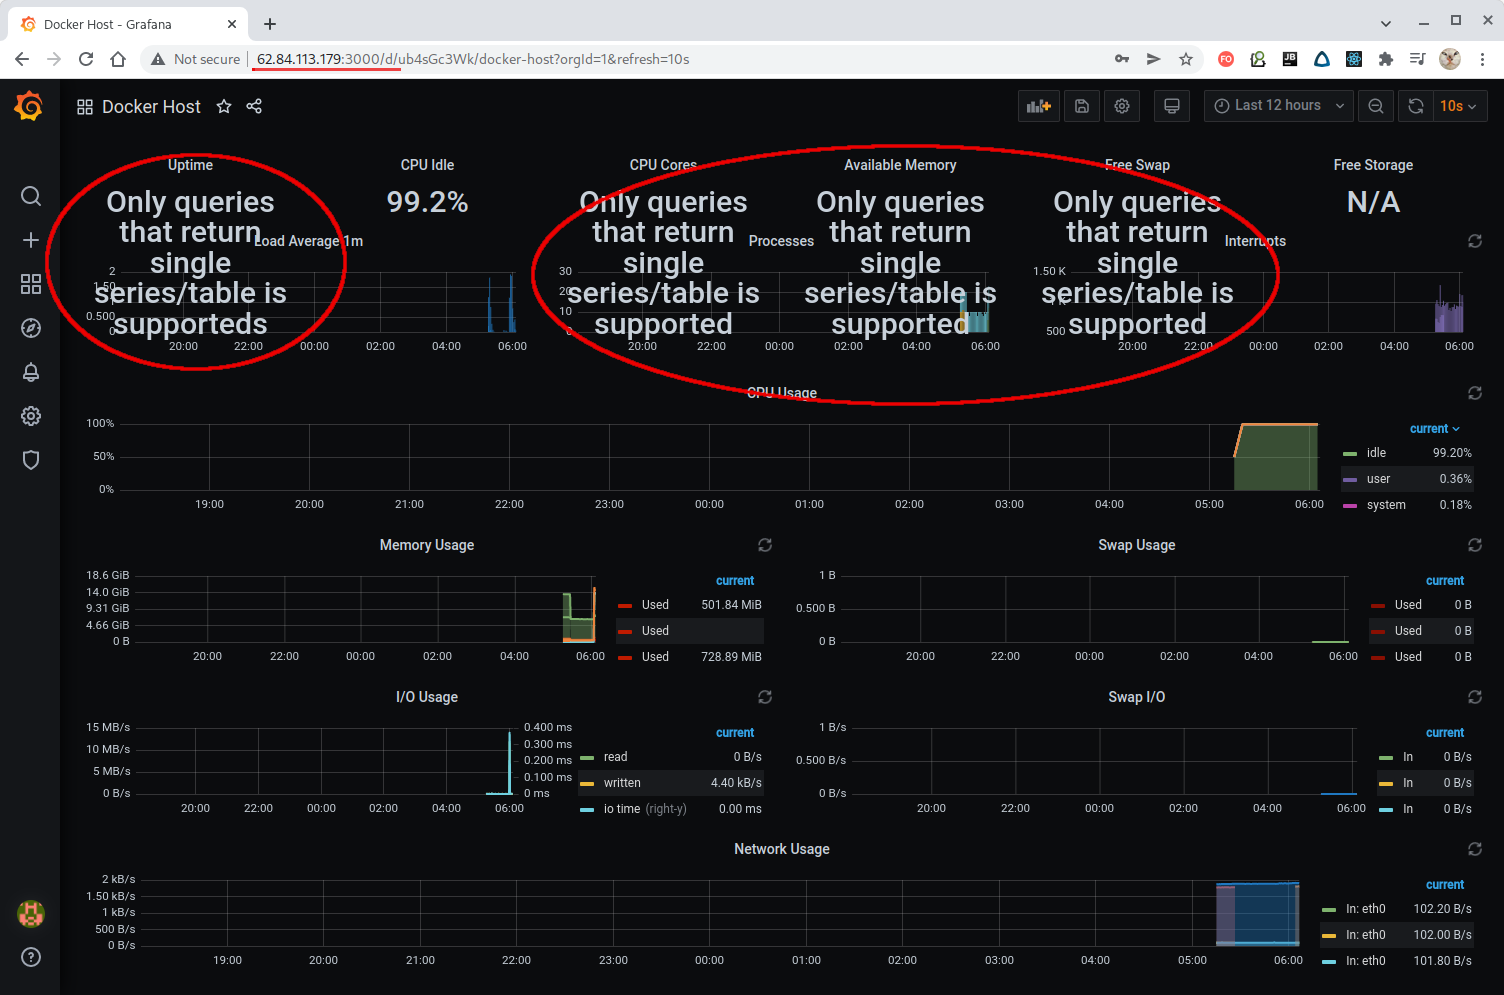 Docker Host - Grafana
Not secure 62.84.113.179:3000/d/ub4sGc3Wk/docker-host?orgId=1&refresh=10s
FO JB
Docker Host Last 12 hours 10s
Uptime CPU Idle CPU Cores Available Memory Free Swap Free Storage
Only queries
that return
single
series/table is
supporteds
99.2%
Only queries
that return
single
series/table is
supported
Only queries
that return
single
series/table is
supported
Only queries
that return
single
series/table is
supported
N/A
Load Average 1m
2
1.50
1
0.500
0
20:00 22:00 00:00 02:00 04:00 06:00
Processes
30
20
10
0
20:00 22:00 00:00 02:00 04:00 06:00
Interrupts
1.50 K
1 K
500
20:00 22:00 00:00 02:00 04:00 06:00
CPU Usage
100%
50%
0%
19:00 20:00 21:00 22:00 23:00 00:00 01:00 02:00 03:00 04:00 05:00 06:00
current
idle 99.20%
user 0.36%
system 0.18%
Memory Usage
18.6 GiB
14.0 GiB
9.31 GiB
4.66 GiB
0 B
20:00 22:00 00:00 02:00 04:00 06:00
current
Used 501.84 MiB
Used
Used 728.89 MiB
Swap Usage
1 B
0.500 B
0 B
20:00 22:00 00:00 02:00 04:00 06:00
current
Used 0 B
Used 0 B
Used 0 B
I/O Usage
15 MB/s
10 MB/s
5 MB/s
0 B/s
0.400 ms
0.300 ms
0.200 ms
0.100 ms
0 ms
20:00 22:00 00:00 02:00 04:00 06:00
current
read 0 B/s
written 4.40 kB/s
io time (right-y) 0.00 ms
Swap I/O
1 B/s
0.500 B/s
0 B/s
20:00 22:00 00:00 02:00 04:00 06:00
current
In 0 B/s
In 0 B/s
In 0 B/s
Network Usage
2 kB/s
1.50 kB/s
1 kB/s
500 B/s
0 B/s
19:00 20:00 21:00 22:00 23:00 00:00 01:00 02:00 03:00 04:00 05:00 06:00
current
In: eth0 102.20 B/s
In: eth0 102.00 B/s
In: eth0 101.80 B/s